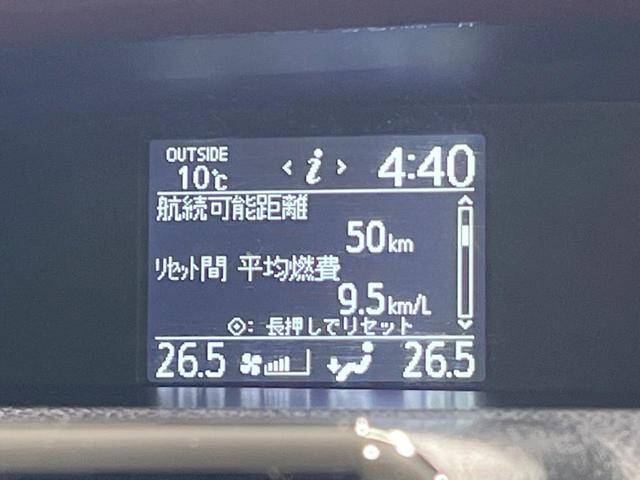 OUTSIDE
10℃
< i >
4:40
航続可能距離
50km
リセット間 平均燃費
9.5km/L
◇: 長押しでリセット
26.5
26.5